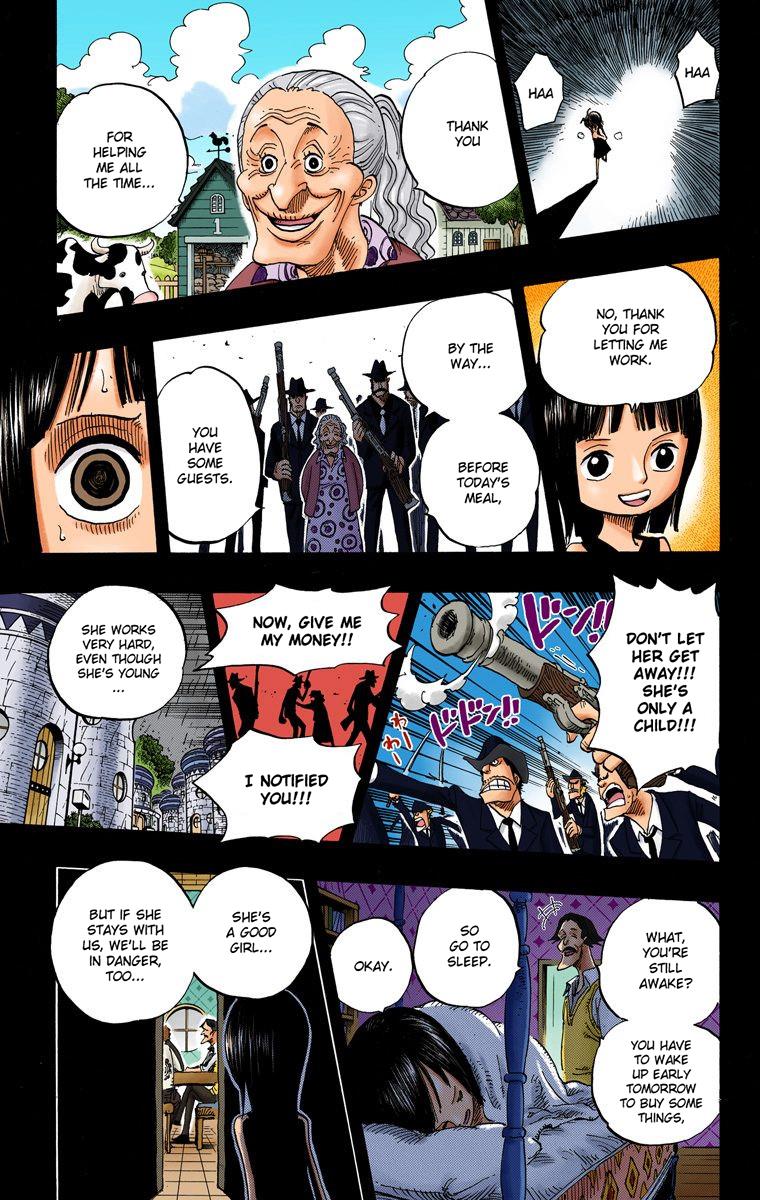 HAA
HAA
THANK
YOU
FOR
HELPING
ME ALL
THE TIME...
1
NO, THANK
YOU FOR
LETTING ME
WORK.
BY THE
WAY...
BEFORE
TODAY'S
MEAL,
YOU
HAVE
SOME
GUESTS.
DON'T LET
HER GET
AWAY!!!
SHE'S
ONLY A
CHILD!!!
ドン!!
ドドン!!
わー
わー
NOW, GIVE ME
MY MONEY!!
I NOTIFIED
YOU!!!
SHE WORKS
VERY HARD,
EVEN THOUGH
SHE'S YOUNG
...
WHAT,
YOU'RE
STILL
AWAKE?
YOU HAVE
TO WAKE
UP EARLY
TOMORROW
TO BUY SOME
THINGS,
SO
GO TO
SLEEP.
OKAY.
SHE'S
A GOOD
GIRL...
BUT IF SHE
STAYS WITH
US, WE'LL BE
IN DANGER,
TOO...